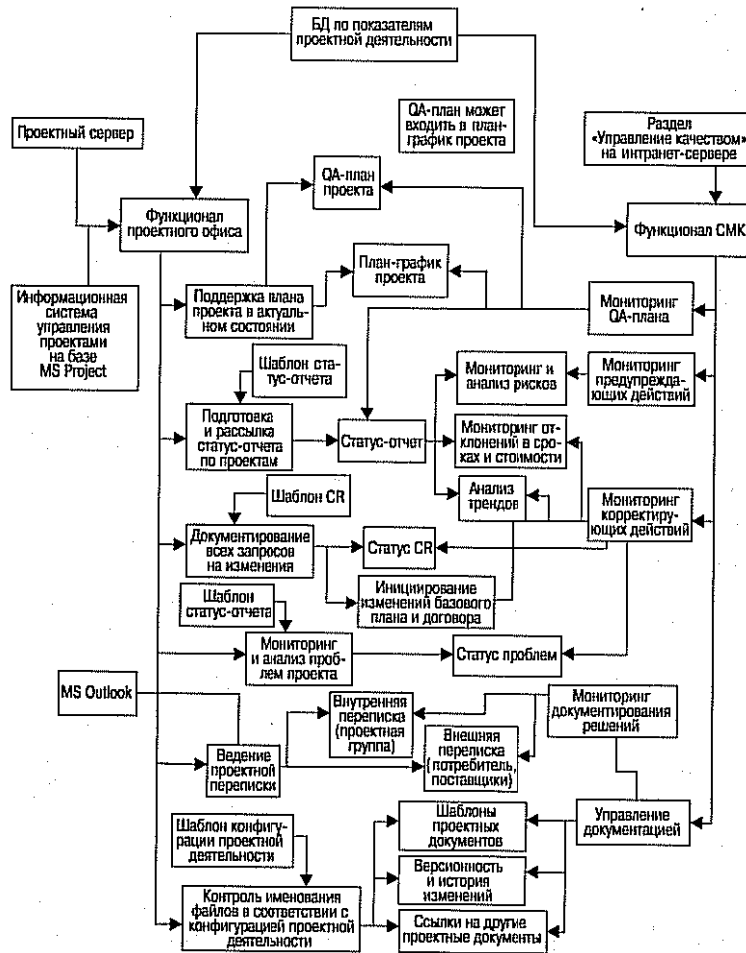 БД по показателям
проектной деятельности
QA-план может
входить в план-
график проекта
Проектный сервер
Раздел
«Управление качеством»
на интранет-сервере
QA-план
проекта
Функционал
проектного офиса
Функционал СМК
План-график
проекта
Информационная
система
управления
проектами
на базе
MS Project
Поддержка плана
проекта в актуаль-
ном состоянии
Мониторинг
QA-плана
Шаблон ста-
тус-отчета
Мониторинг и
анализ рисков
Мониторинг
предупрежда-
ющих действий
Подготовка
и рассылка
статус-отчета
по проектам
Статус-отчет
Мониторинг от-
клонений в сро-
ках и стоимости
Шаблон CR
Анализ
трендов
Мониторинг
корректиру-
ющих действий
Документирование
всех запросов
на изменения
Статус CR
Инициирование
изменений базового
плана и договора
Шаблон
статус-отчета
Мониторинг
и анализ проб-
лем проекта
Статус проблем
MS Outlook
Внутренняя
переписка
(проектная
группа)
Мониторинг
документирования
решений
Внешняя
переписка
(потребитель,
поставщики)
Ведение
проектной
переписки
Шаблон конфигу-
рации проектной
деятельности
Шаблоны
проектных
документов
Управление
документацией
Версионность
и история
изменений
Контроль именования
файлов в соответствии с
конфигурацией проектной
деятельности
Ссылки на другие
проектные документы